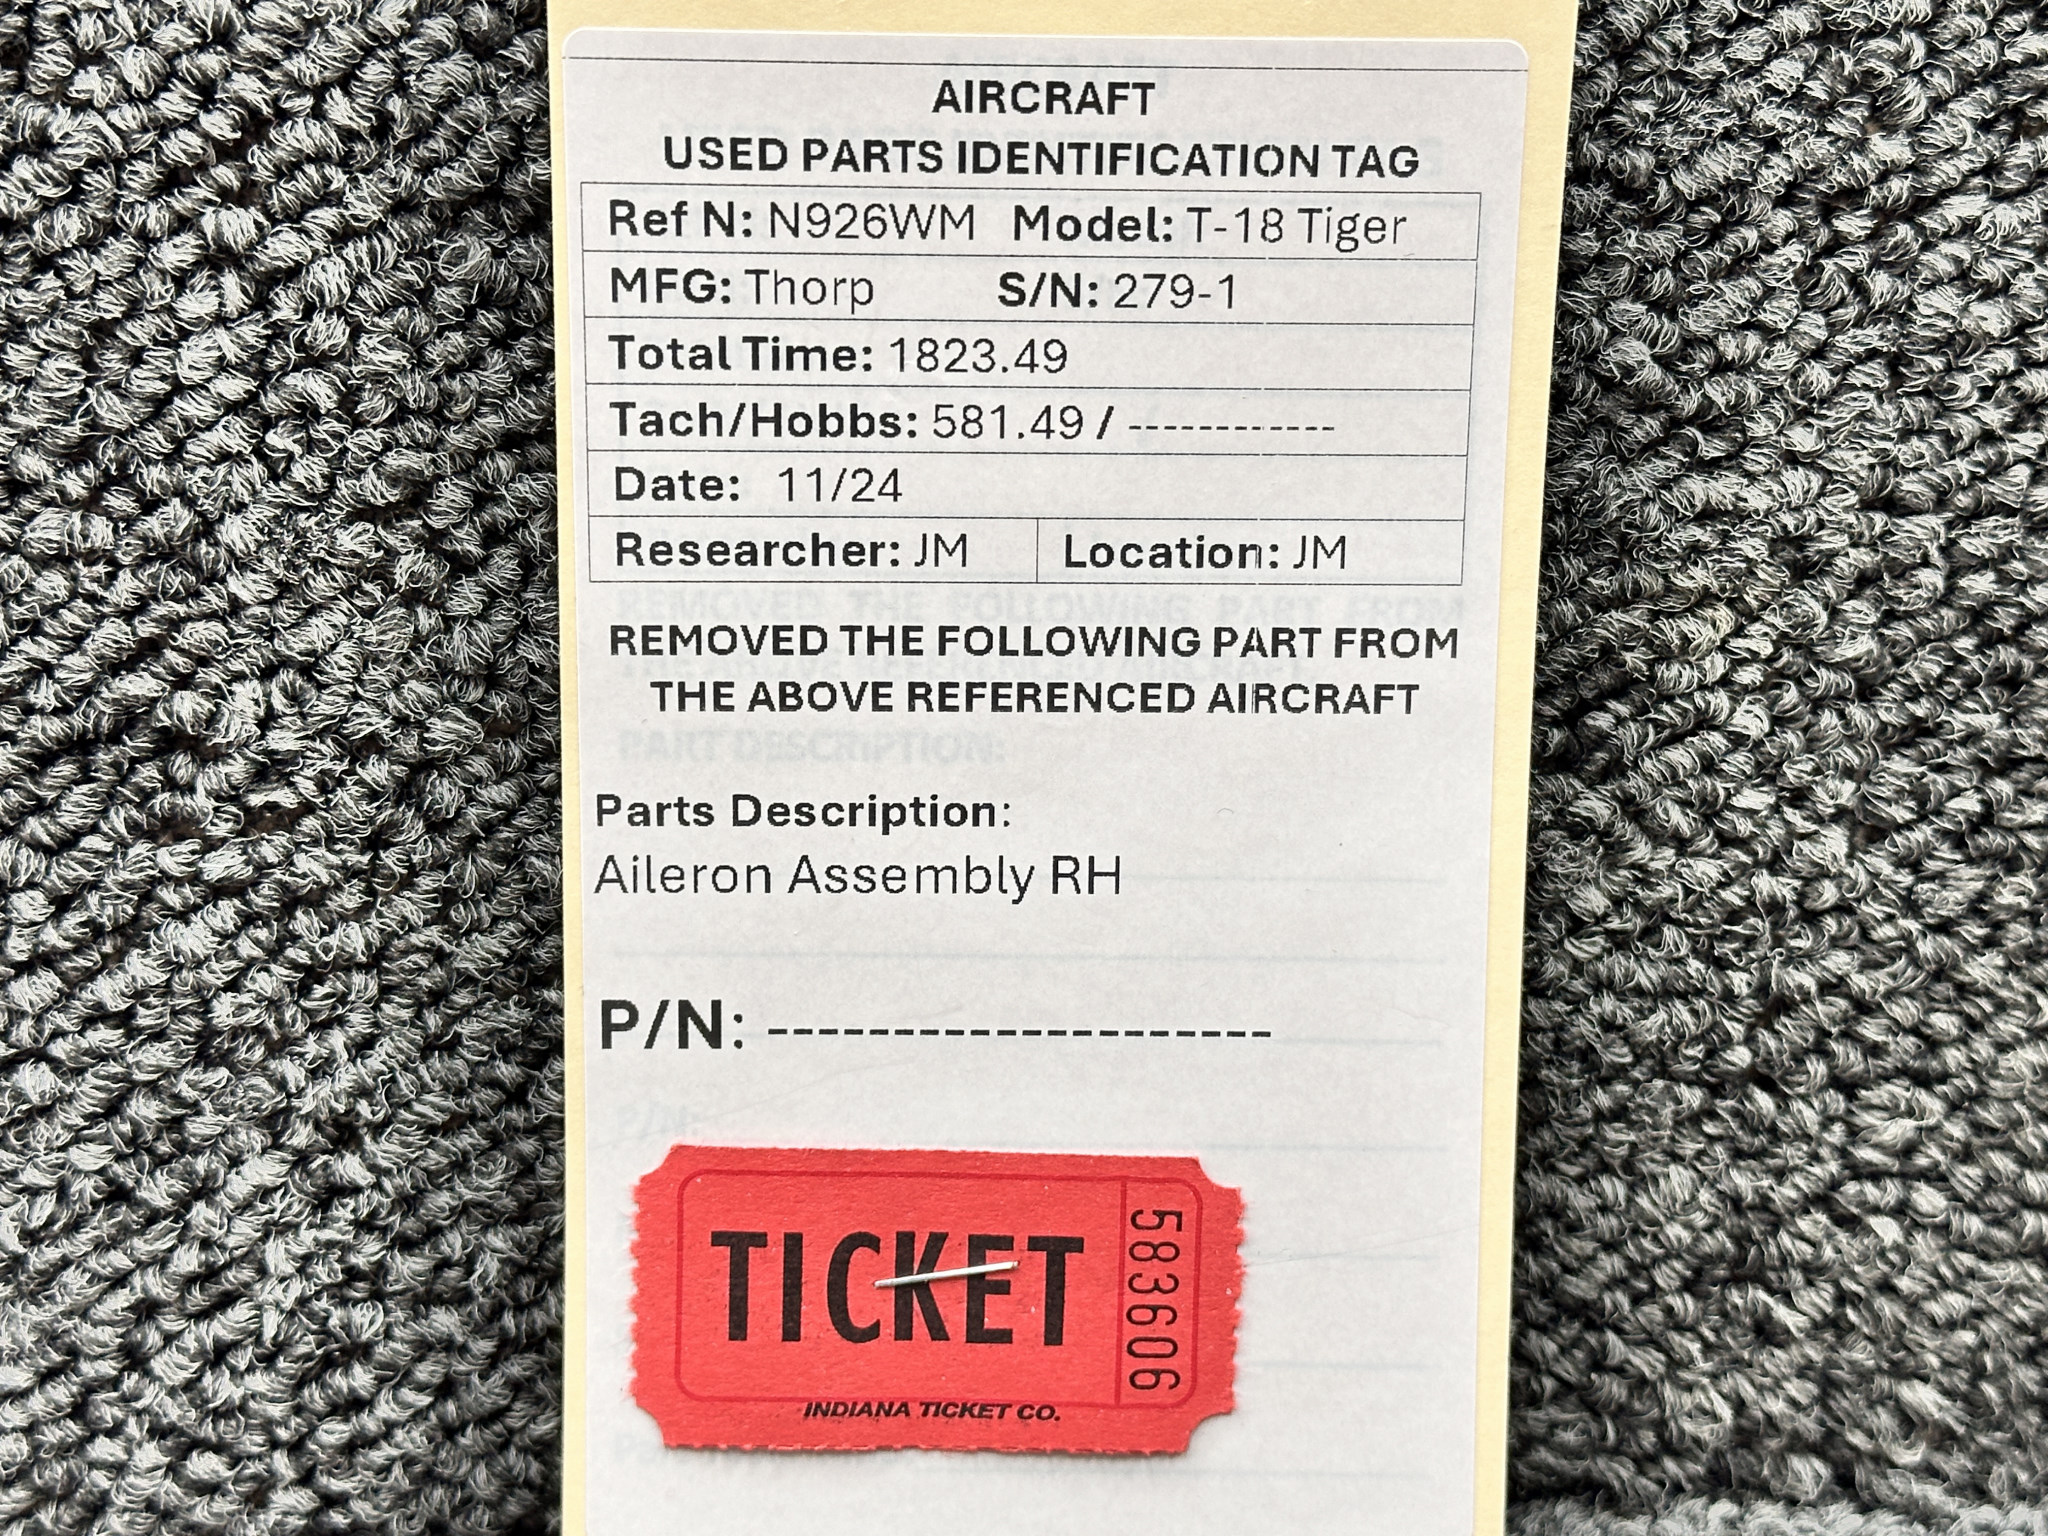 AIRCRAFT
USED PARTS IDENTIFICATION TAG
Ref N: N926WM Model: T-18 Tiger
MFG: Thorp S/N: 279-1
Total Time: 1823.49
Tach/Hobbs: 581.49 / ------------
Date: 11/24
Researcher: JM Location: JM
REMOVED THE FOLLOWING PART FROM
THE ABOVE REFERENCED AIRCRAFT
PART DESCRIPTION:
Parts Description:
Aileron Assembly RH
P/N: --------------------
P/N:
TICKET
583606
INDIANA TICKET CO.